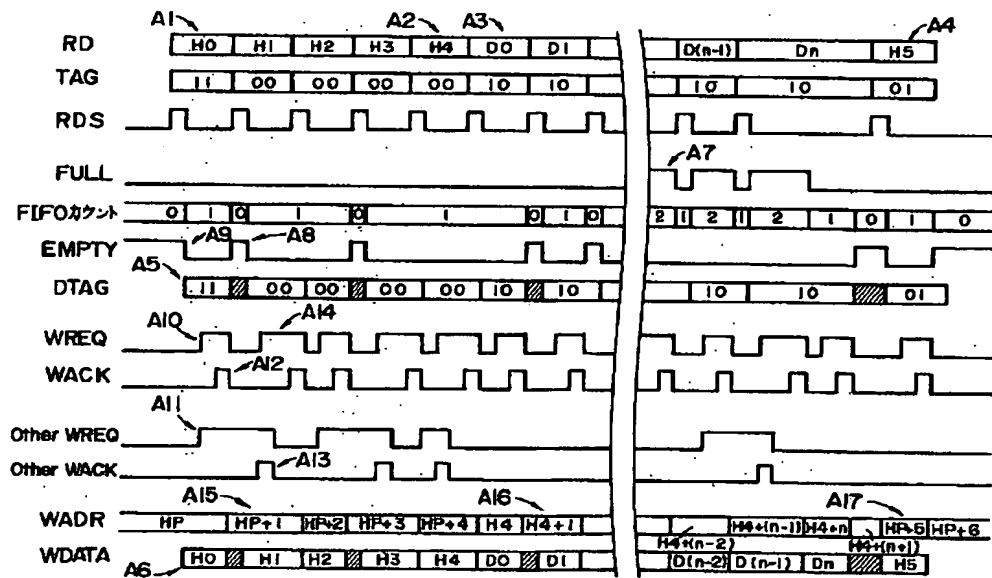 A1 A2 A3 A4
RD H0 H1 H2 H3 H4 D0 D1 D(n-1) Dn H5
TAG 11 00 00 00 00 10 10 10 10 01
RDS
A7
FULL
FIFOカウント 0 1 0 1 0 1 0 1 0 2 1 2 1 2 1 0 1 0
A9 A8
EMPTY
A5
DTAG 11 00 00 00 00 10 10 10 10 01
A10 A14
WREQ
A12
WACK
A11
Other WREQ
A13
Other WACK
A15 A16 A17
WADR HP HP+1 HP+2 HP+3 HP+4 H4 H4+1 H4+(n-1) H4+n HP+5 HP+6
H4+(n-2) H4+(n+1)
WDATA H0 H1 H2 H3 H4 D0 D1 D(n-2) D(n-1) Dn H5
A6